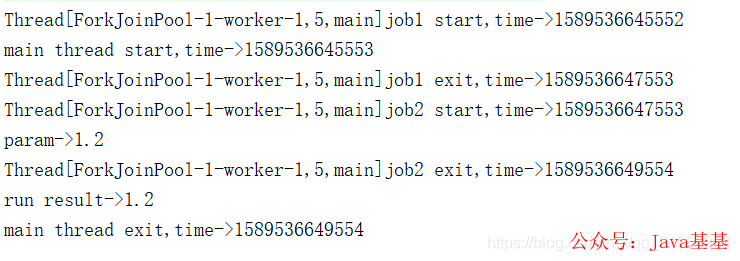 Thread[ForkJoinPool-1-worker-1,5,main]job1 start,time->1589536645552
main thread start,time->1589536645553
Thread[ForkJoinPool-1-worker-1,5,main]job1 exit,time->1589536647553
Thread[ForkJoinPool-1-worker-1,5,main]job2 start,time->1589536647553
param->1.2
Thread[ForkJoinPool-1-worker-1,5,main]job2 exit,time->1589536649554
run result->1.2
main thread exit,time->1589536649554
https://blog.
公众号：Java基基